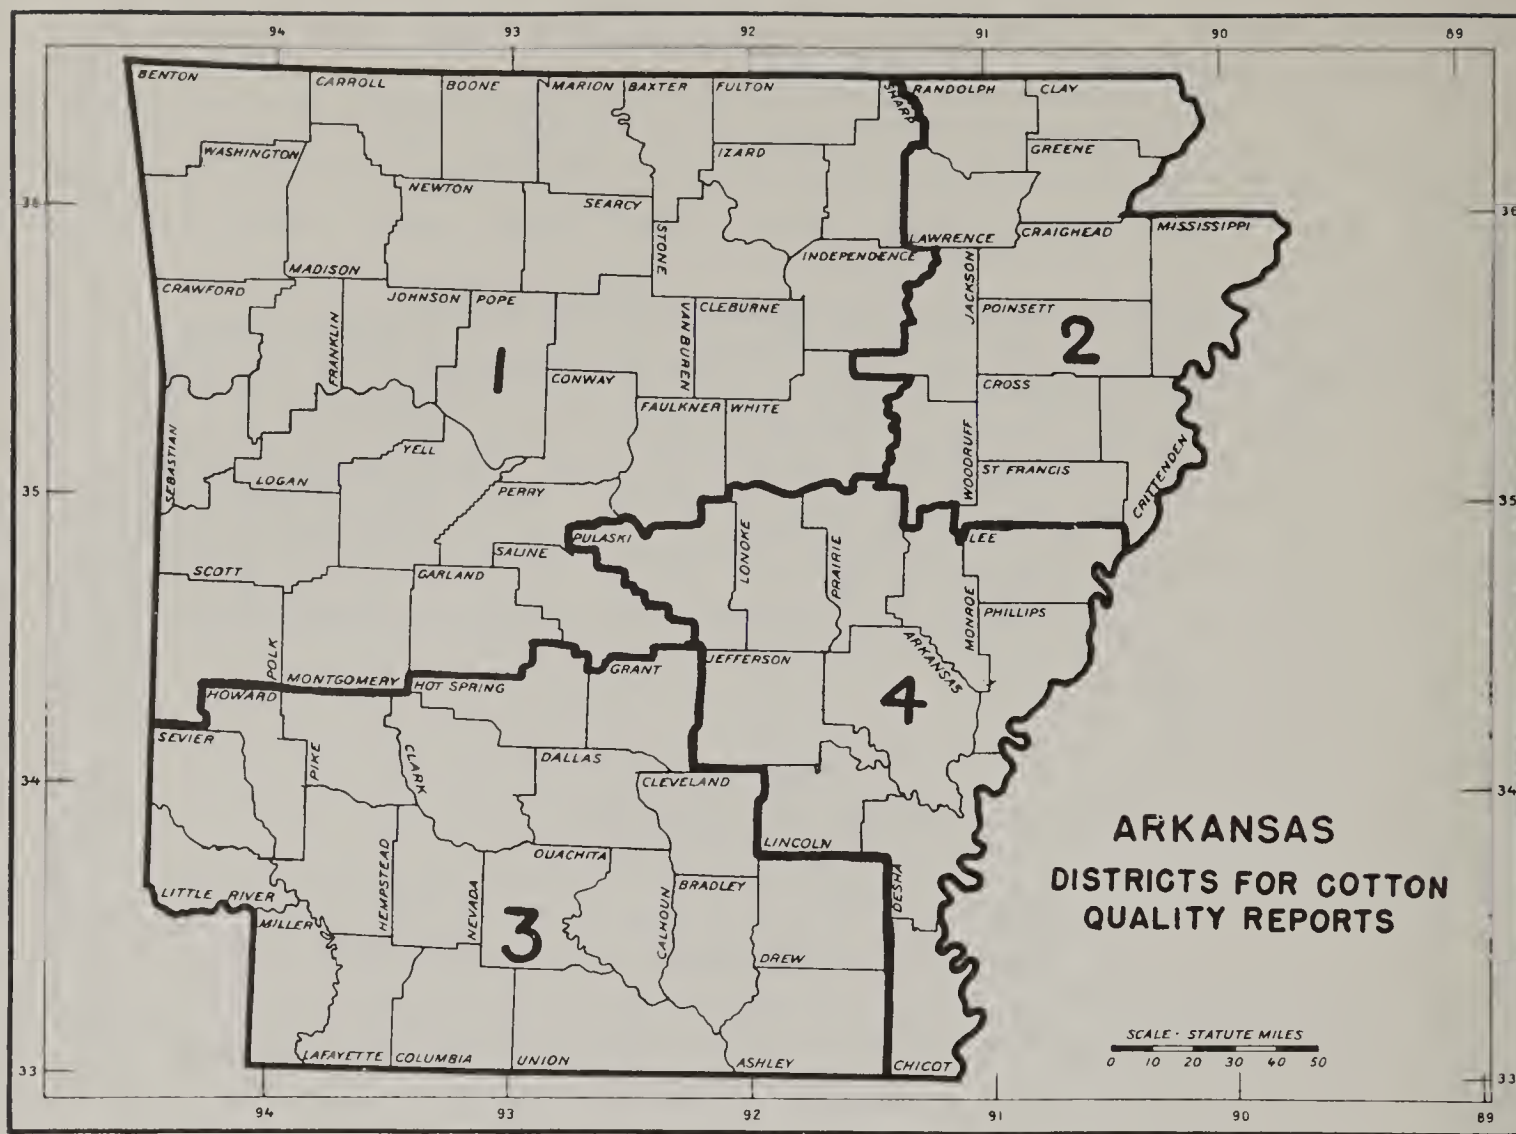 94 93 92 91 90 89
BENTON CARROLL BOONE MARION BAXTER FULTON SHARP RANDOLPH CLAY
WASHINGTON IZARD GREENE
NEWTON SEARCY
36 36
STONE LAWRENCE CRAIGHEAD MISSISSIPPI
MADISON INDEPENDENCE JACKSON
CRAWFORD FRANKLIN JOHNSON POPE VAN BUREN CLEBURNE POINSETT
1 2
CONWAY CROSS
FAULKNER WHITE
SEBASTIAN YELL WOODRUFF CRITTENDEN
LOGAN ST FRANCIS
35 35
PERRY
PULASKI LONOKE PRAIRIE LEE
SALINE
SCOTT GARLAND MONROE PHILLIPS
POLK ARKANSAS
MONTGOMERY HOT SPRING GRANT JEFFERSON
HOWARD
4
SEVIER PIKE CLARK DALLAS
CLEVELAND
34 34
ARKANSAS
DISTRICTS FOR COTTON
QUALITY REPORTS
LINCOLN
OUACHITA
LITTLE RIVER HEMPSTEAD NEVADA CALHOUN BRADLEY DESHA
MILLER
3
DREW
SCALE - STATUTE MILES
0 10 20 30 40 50
LAFAYETTE COLUMBIA UNION ASHLEY CHICOT
33 33
94 93 92 91 90 89